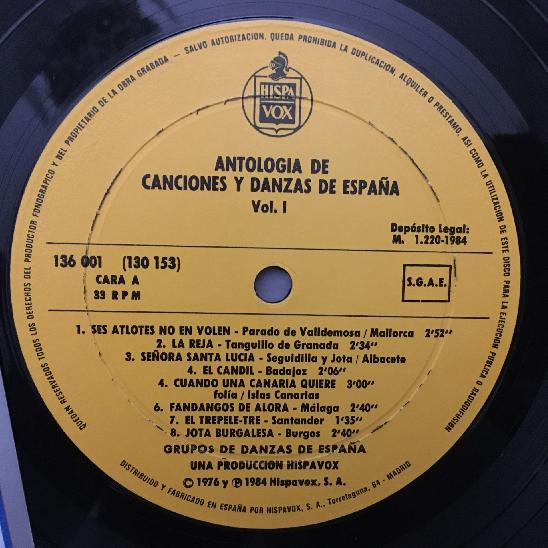 QUEDAN RESERVADOS TODOS LOS DERECHOS DEL PRODUCTOR FONOGRAFICO Y DEL PROPIETARIO DE LA OBRA GRABADA - SALVO AUTORIZACION, QUEDA PROHIBIDA LA DUPLICACION, ALQUILER O PRESTAMO, ASI COMO LA UTILIZACION DE ESTE DISCO PARA LA EJECUCION PUBLICA O RADIODIFUSION
HISPA
VOX
ANTOLOGIA DE
CANCIONES Y DANZAS DE ESPAÑA
Vol. I
Depósito Legal:
M. 1.220-1984
136 001 (130 153)
CARA A
33 RPM
S.G.A.E.
1. SES ATLOTES NO EN VOLEN - Parado de Valldemosa / Mallorca 2'52"
2. LA REJA - Tanguillo de Granada 2'34"
3. SEÑORA SANTA LUCIA - Seguidilla y Jota / Albacete
4. EL CANDIL - Badajoz 2'06"
4. CUANDO UNA CANARIA QUIERE 3'00"
folía / Islas Canarias
6. FANDANGOS DE ALORA - Málaga 2'40"
7. EL TREPELE-TRE - Santander 1'35"
8. JOTA BURGALESA - Burgos 2'40"
GRUPOS DE DANZAS DE ESPAÑA
UNA PRODUCCION HISPAVOX
© 1976 y Ⓟ 1984 Hispavox, S. A.
DISTRIBUIDO Y FABRICADO EN ESPAÑA POR HISPAVOX, S. A., Torrelaguna, 64 - MADRID